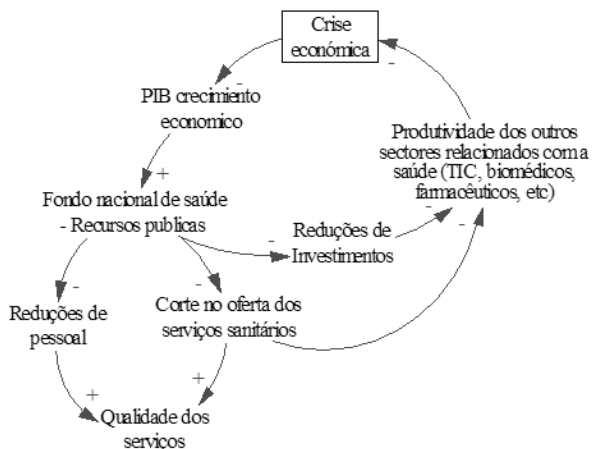 Crise
económica
-
-
PIB crecimiento
economico
+
Produtividade dos outros
sectores relacionados com a
saúde (TIC, biomédicos,
farmacêuticos, etc)
Fondo nacional de saúde
- Recursos publicas
-
-
-
Reduções de
Investimentos
-
-
Reduções de
pessoal
Corte no oferta dos
serviços sanitários
+
+
Qualidade dos
serviços